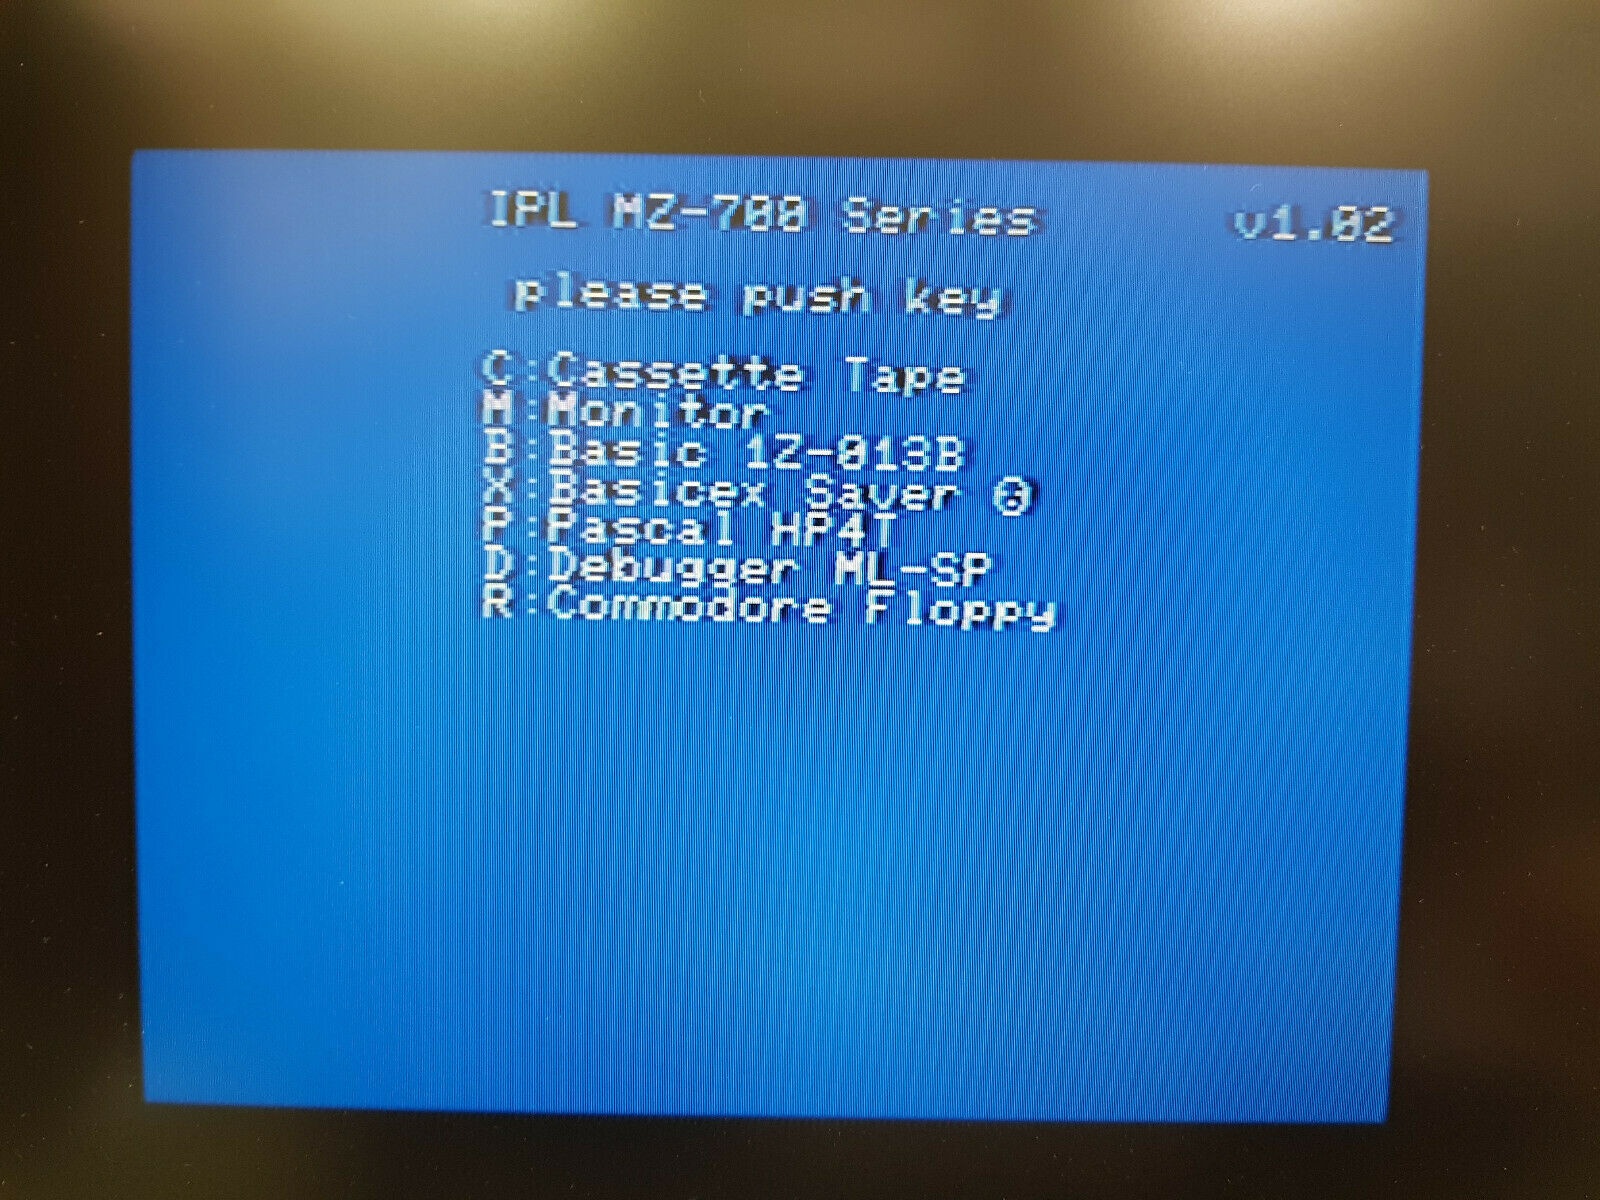 IPL MZ-700 Series v1.02
please push key
C:Cassette Tape
M:Monitor
B:Basic 1Z-013B
X:Basicex Saver
P:Pascal HP4T
D:Debugger ML-SP
R:Commodore Floppy